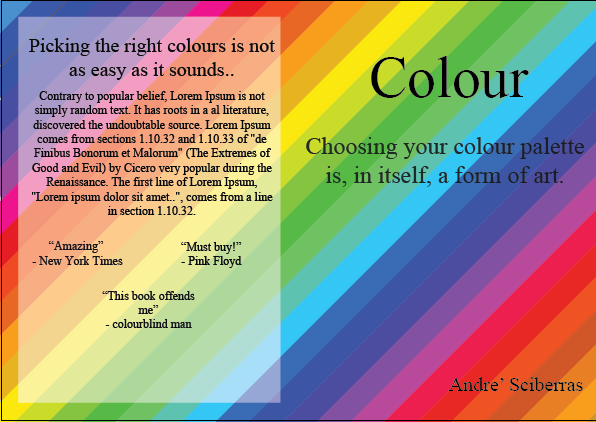 Picking the right colours is not
as easy as it sounds..
Contrary to popular belief, Lorem Ipsum is not
simply random text. It has roots in a al literature,
discovered the undoubtable source. Lorem Ipsum
comes from sections 1.10.32 and 1.10.33 of "de
Finibus Bonorum et Malorum" (The Extremes of
Good and Evil) by Cicero very popular during the
Renaissance. The first line of Lorem Ipsum,
"Lorem ipsum dolor sit amet..", comes from a line
in section 1.10.32.
“Amazing”
- New York Times
“Must buy!”
- Pink Floyd
“This book offends
me”
- colourblind man
Colour
Choosing your colour palette
is, in itself, a form of art.
Andre’ Sciberras